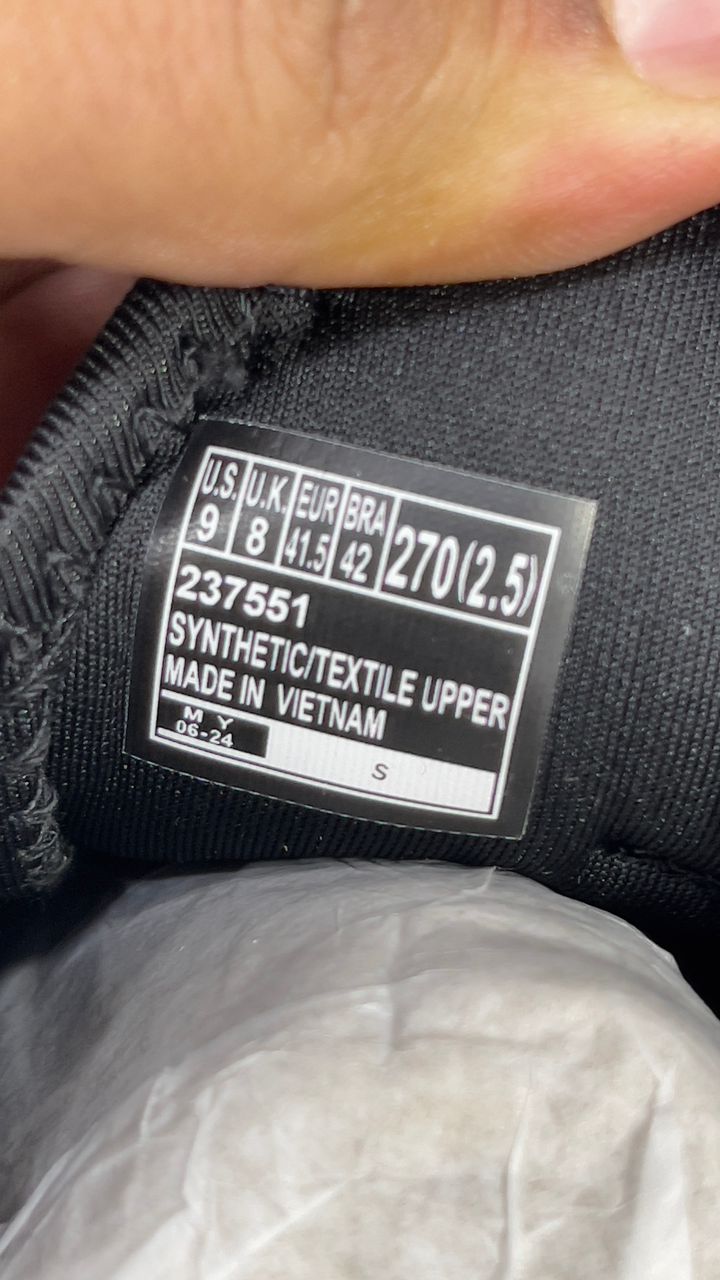 U.S. U.K. EUR BRA 270(2.5)
9 8 41.5 42
237551
SYNTHETIC/TEXTILE UPPER
MADE IN VIETNAM
M Y
06-24
S